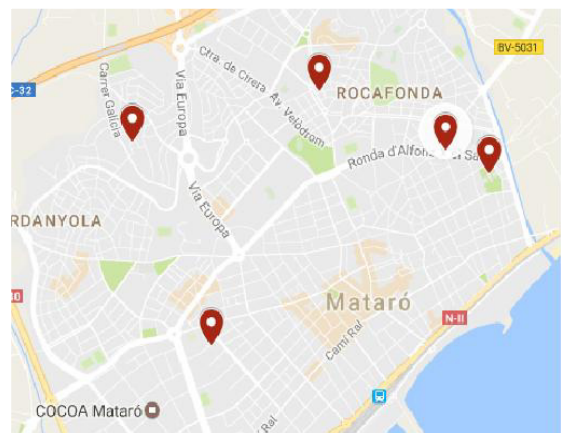 BV-5031
C-32
Carrer Galícia
Via Europa
Ctra. de Cirera
Av. Velòdrom
ROCAFONDA
Ronda d'Alfons
Via Europa
RDANYOLA
Mataró
N-II
Camí Ral
COCOA Mataró
Ral